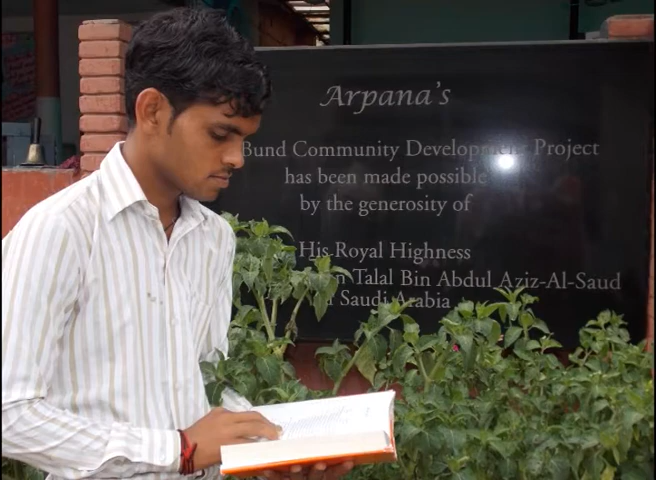 Arpana's
Bund Community Development Project
has been made possible
by the generosity of
His Royal Highness
Talal Bin Abdul Aziz-Al-Saud
Saudi Arabia